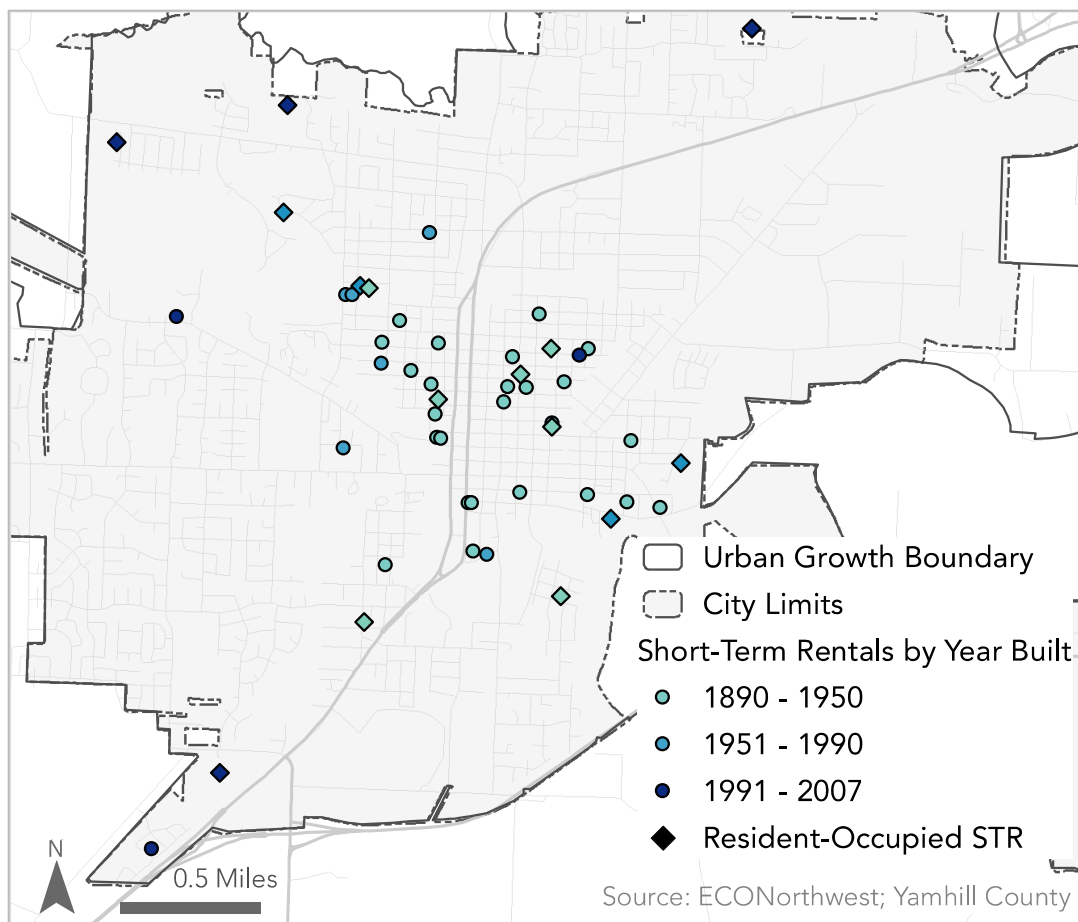 Urban Growth Boundary
City Limits
Short-Term Rentals by Year Built
1890 - 1950
1951 - 1990
1991 - 2007
Resident-Occupied STR
N
0.5 Miles
Source: ECONorthwest; Yamhill County